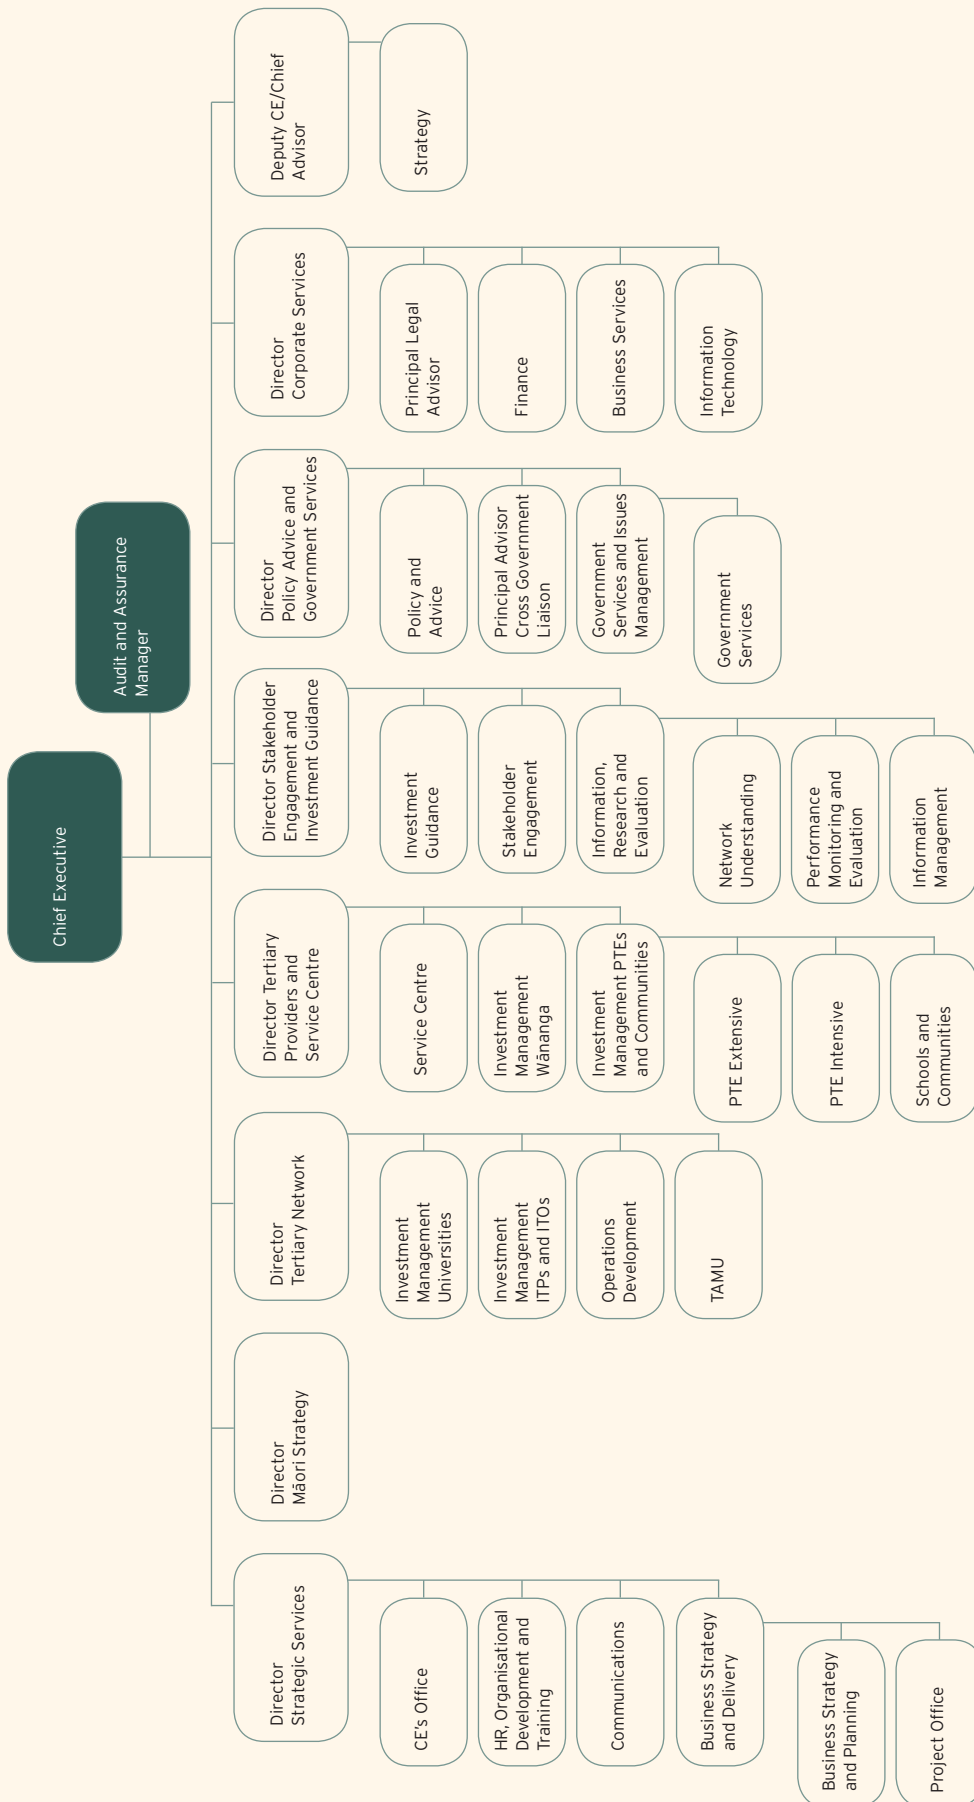 Chief Executive
Audit and Assurance
Manager
Director
Strategic Services
CE's Office
HR, Organisational
Development and
Training
Communications
Business Strategy
and Delivery
Business Strategy
and Planning
Project Office
Director
Māori Strategy
Director
Tertiary Network
Investment
Management
Universities
Investment
Management
ITPs and ITOs
Operations
Development
TAMU
Director Tertiary
Providers and
Service Centre
Service Centre
Investment
Management
Wānanga
Investment
Management PTEs
and Communities
PTE Extensive
PTE Intensive
Schools and
Communities
Director Stakeholder
Engagement and
Investment Guidance
Investment
Guidance
Stakeholder
Engagement
Information,
Research and
Evaluation
Network
Understanding
Performance
Monitoring and
Evaluation
Information
Management
Director
Policy Advice and
Government Services
Policy and
Advice
Principal Advisor
Cross Government
Liaison
Government
Services and Issues
Management
Government
Services
Director
Corporate Services
Principal Legal
Advisor
Finance
Business Services
Information
Technology
Deputy CE/Chief
Advisor
Strategy